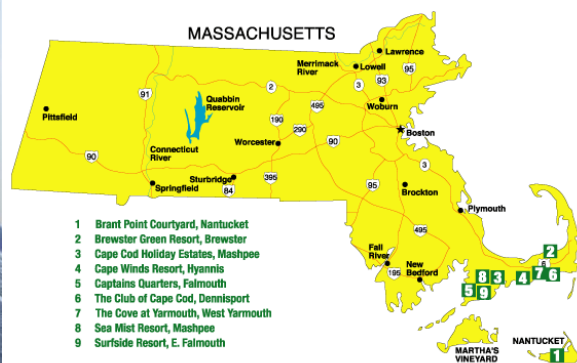 MASSACHUSETTS
Lawrence
Merrimack
River
Lowell
95
93
3
2
Woburn
91
Quabbin
Reservoir
495
Pittsfield
190
290
Boston
Worcester
90
90
Connecticut
River
3
Sturbridge
395
95
Springfield
84
Brockton
Plymouth
495
Fall
River
195
New
Bedford
6
1 Brant Point Courtyard, Nantucket
2 Brewster Green Resort, Brewster
3 Cape Cod Holiday Estates, Mashpee
4 Cape Winds Resort, Hyannis
5 Captains Quarters, Falmouth
6 The Club of Cape Cod, Dennisport
7 The Cove at Yarmouth, West Yarmouth
8 Sea Mist Resort, Mashpee
9 Surfside Resort, E. Falmouth
2
8 3 4 7 6
5 9
MARTHA'S
VINEYARD
NANTUCKET
1